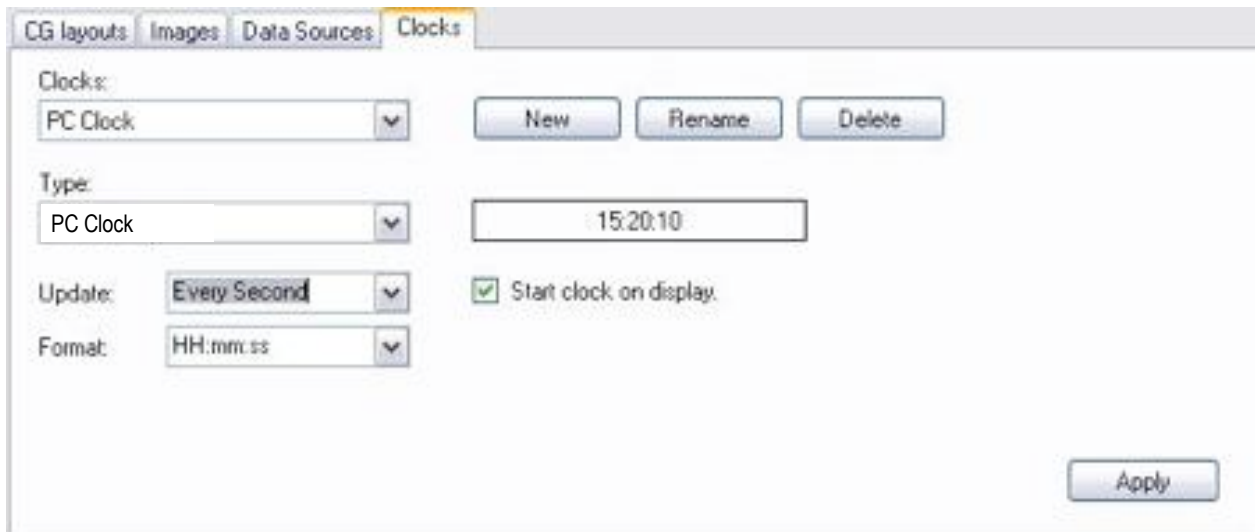 CG layouts Images Data Sources Clocks
Clocks:
PC Clock New Rename Delete
Type:
PC Clock 15:20:10
Update: Every Second Start clock on display.
Format: HH:mm:ss
Apply